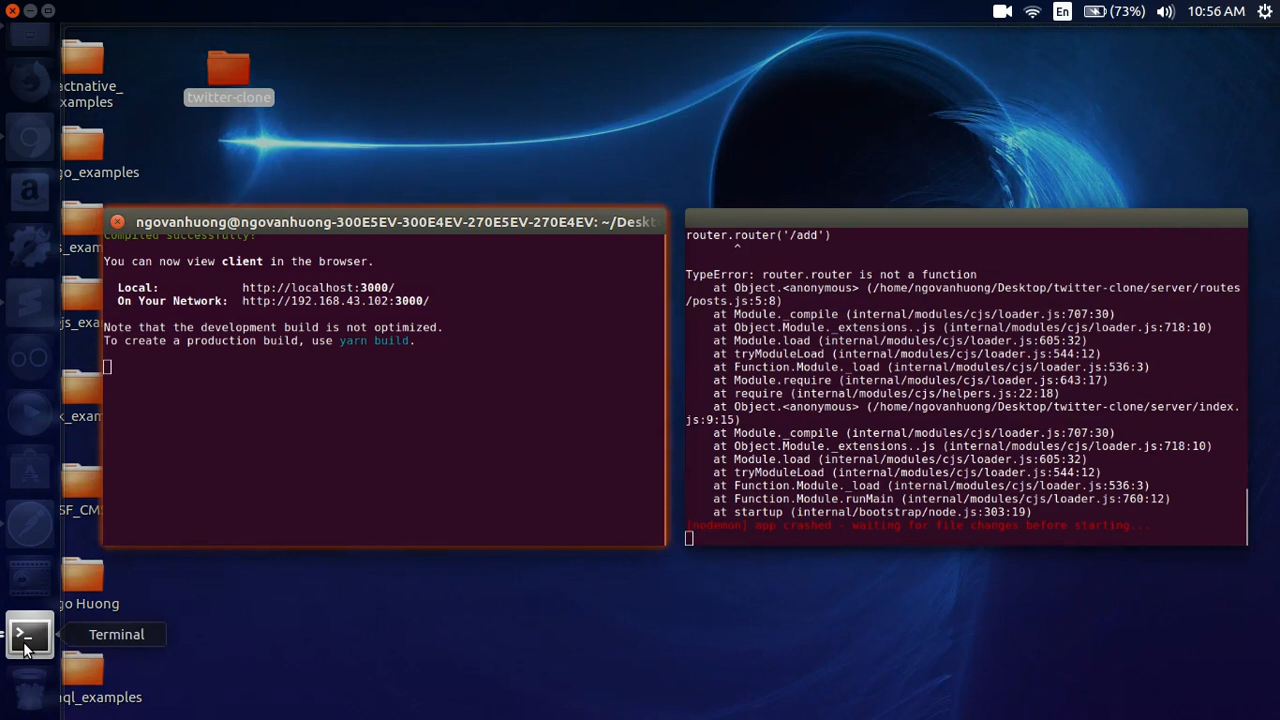 En
(73%)
10:56 AM
actnative_
examples
twitter-clone
go_examples
s_exam
js_exa
k_exam
SF_CM
go Huong
Terminal
ql_examples
ngovanhuong@ngovanhuong-300E5EV-300E4EV-270E5EV-270E4EV: ~/Deskt
Compiled successfully!
You can now view client in the browser.
Local: http://localhost:3000/
On Your Network: http://192.168.43.102:3000/
Note that the development build is not optimized.
To create a production build, use yarn build.
router.router('/add')
^
TypeError: router.router is not a function
at Object.<anonymous> (/home/ngovanhuong/Desktop/twitter-clone/server/routes
/posts.js:5:8)
at Module._compile (internal/modules/cjs/loader.js:707:30)
at Object.Module._extensions..js (internal/modules/cjs/loader.js:718:10)
at Module.load (internal/modules/cjs/loader.js:605:32)
at tryModuleLoad (internal/modules/cjs/loader.js:544:12)
at Function.Module._load (internal/modules/cjs/loader.js:536:3)
at Module.require (internal/modules/cjs/loader.js:643:17)
at require (internal/modules/cjs/helpers.js:22:18)
at Object.<anonymous> (/home/ngovanhuong/Desktop/twitter-clone/server/index.
js:9:15)
at Module._compile (internal/modules/cjs/loader.js:707:30)
at Object.Module._extensions..js (internal/modules/cjs/loader.js:718:10)
at Module.load (internal/modules/cjs/loader.js:605:32)
at tryModuleLoad (internal/modules/cjs/loader.js:544:12)
at Function.Module._load (internal/modules/cjs/loader.js:536:3)
at Function.Module.runMain (internal/modules/cjs/loader.js:760:12)
at startup (internal/bootstrap/node.js:303:19)
[nodemon] app crashed - waiting for file changes before starting...